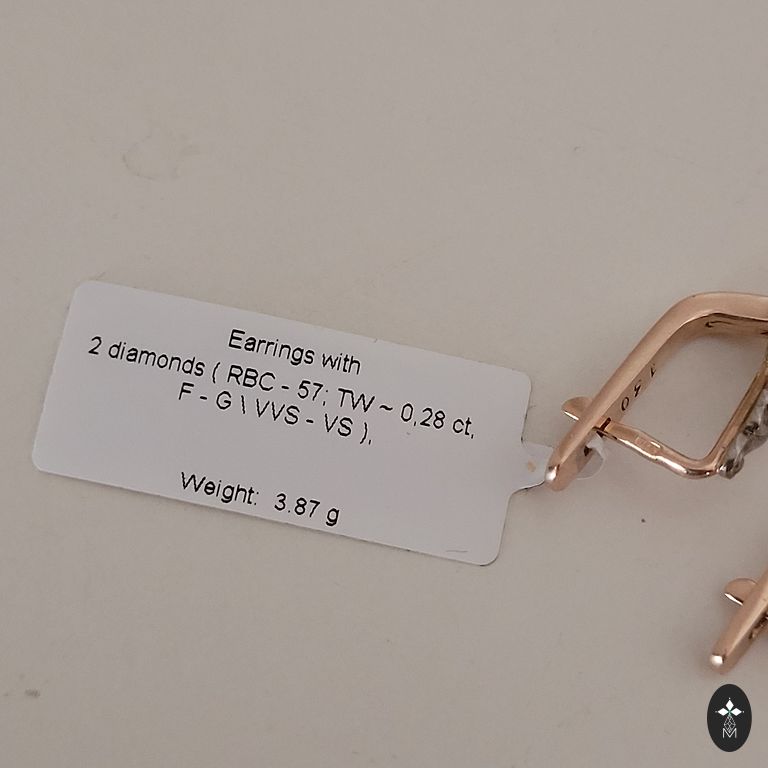 Earrings with
2 diamonds ( RBC - 57; TW ~ 0,28 ct,
F - G \ VVS - VS ),
Weight: 3.87 g
M